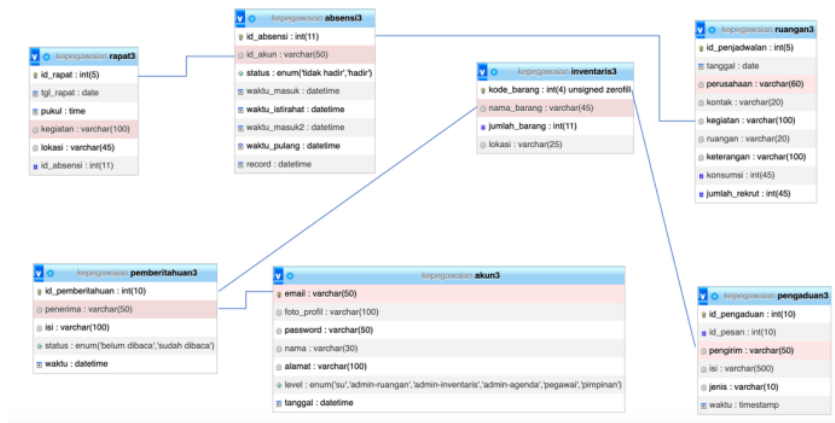 kepegawaian absensi3
id_absensi : int(11)
id_akun : varchar(50)
status : enum('tidak hadir','hadir')
waktu_masuk : datetime
waktu_istirahat : datetime
waktu_masuk2 : datetime
waktu_pulang : datetime
record : datetime
kepegawaian rapat3
id_rapat : int(5)
tgl_rapat : date
pukul : time
kegiatan : varchar(100)
lokasi : varchar(45)
id_absensi : int(11)
kepegawaian inventaris3
kode_barang : int(4) unsigned zerofill
nama_barang : varchar(45)
jumlah_barang : int(11)
lokasi : varchar(25)
kepegawaian ruangan3
id_penjadwalan : int(5)
tanggal : date
perusahaan : varchar(60)
kontak : varchar(20)
kegiatan : varchar(100)
ruangan : varchar(20)
keterangan : varchar(100)
konsumsi : int(45)
jumlah_rekrut : int(45)
kepegawaian pemberitahuan3
id_pemberitahuan : int(10)
penerima : varchar(50)
isi : varchar(100)
status : enum('belum dibaca','sudah dibaca')
waktu : datetime
kepegawaian akun3
email : varchar(50)
foto_profil : varchar(100)
password : varchar(50)
nama : varchar(30)
alamat : varchar(100)
level : enum('su','admin-ruangan','admin-inventaris','admin-agenda','pegawai','pimpinan')
tanggal : datetime
kepegawaian pengaduan3
id_pengaduan : int(10)
id_pesan : int(10)
pengirim : varchar(50)
isi : varchar(500)
jenis : varchar(10)
waktu : timestamp